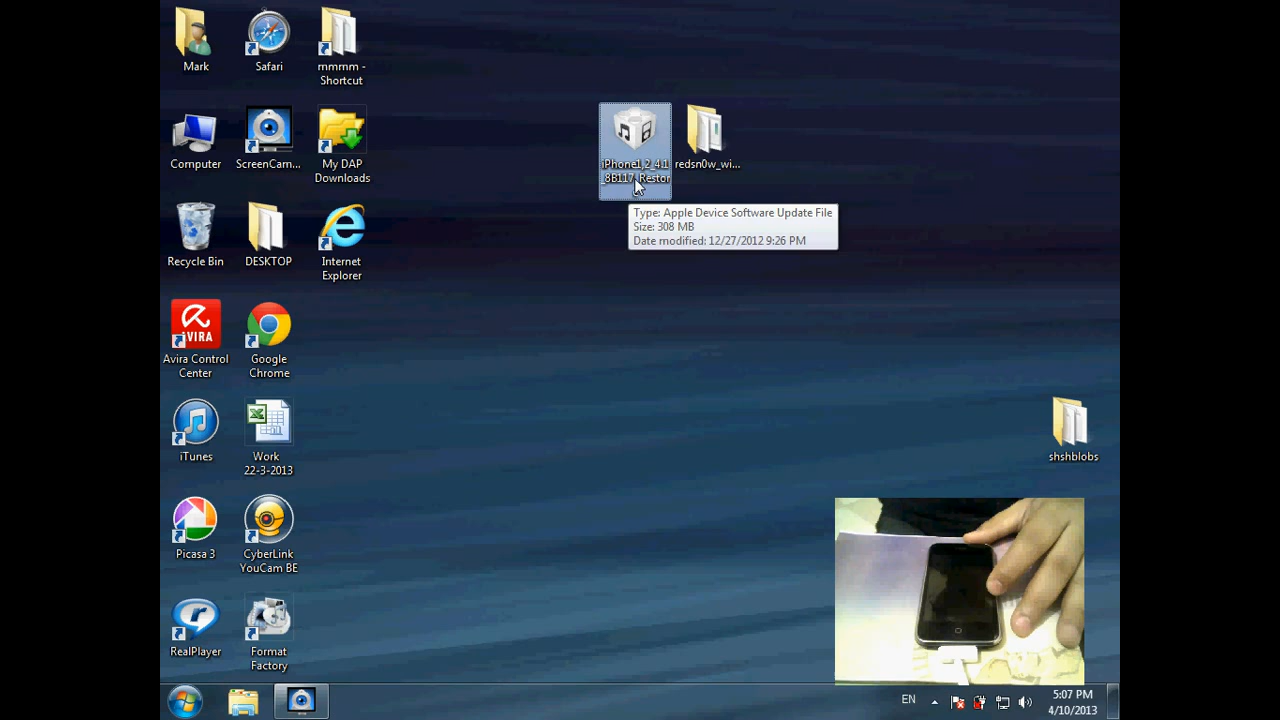 Mark
Safari
mmmm -
Shortcut
Computer
ScreenCam...
My DAP
Downloads
iPhone1,2_4.1
_8B117_Restor
redsn0w_wi...
Type: Apple Device Software Update File
Size: 308 MB
Date modified: 12/27/2012 9:26 PM
Recycle Bin
DESKTOP
Internet
Explorer
AVIRA
Avira Control
Center
Google
Chrome
iTunes
Work
22-3-2013
shshblobs
Picasa 3
CyberLink
YouCam BE
RealPlayer
Format
Factory
EN
5:07 PM
4/10/2013